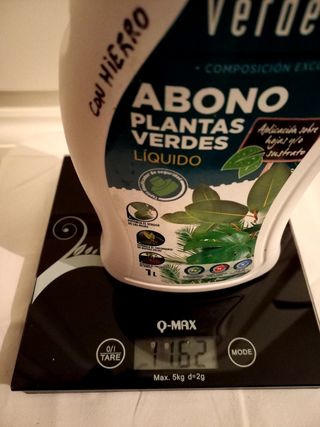 Verde
• COMPOSICIÓN EXC
CON HIERRO
ABONO
PLANTAS
VERDES
LÍQUIDO
Aplicación sobre
hojas y/o
sustrato
1L
Q-MAX
0/I
TARE
1162
MODE
Max. 5kg d=2g